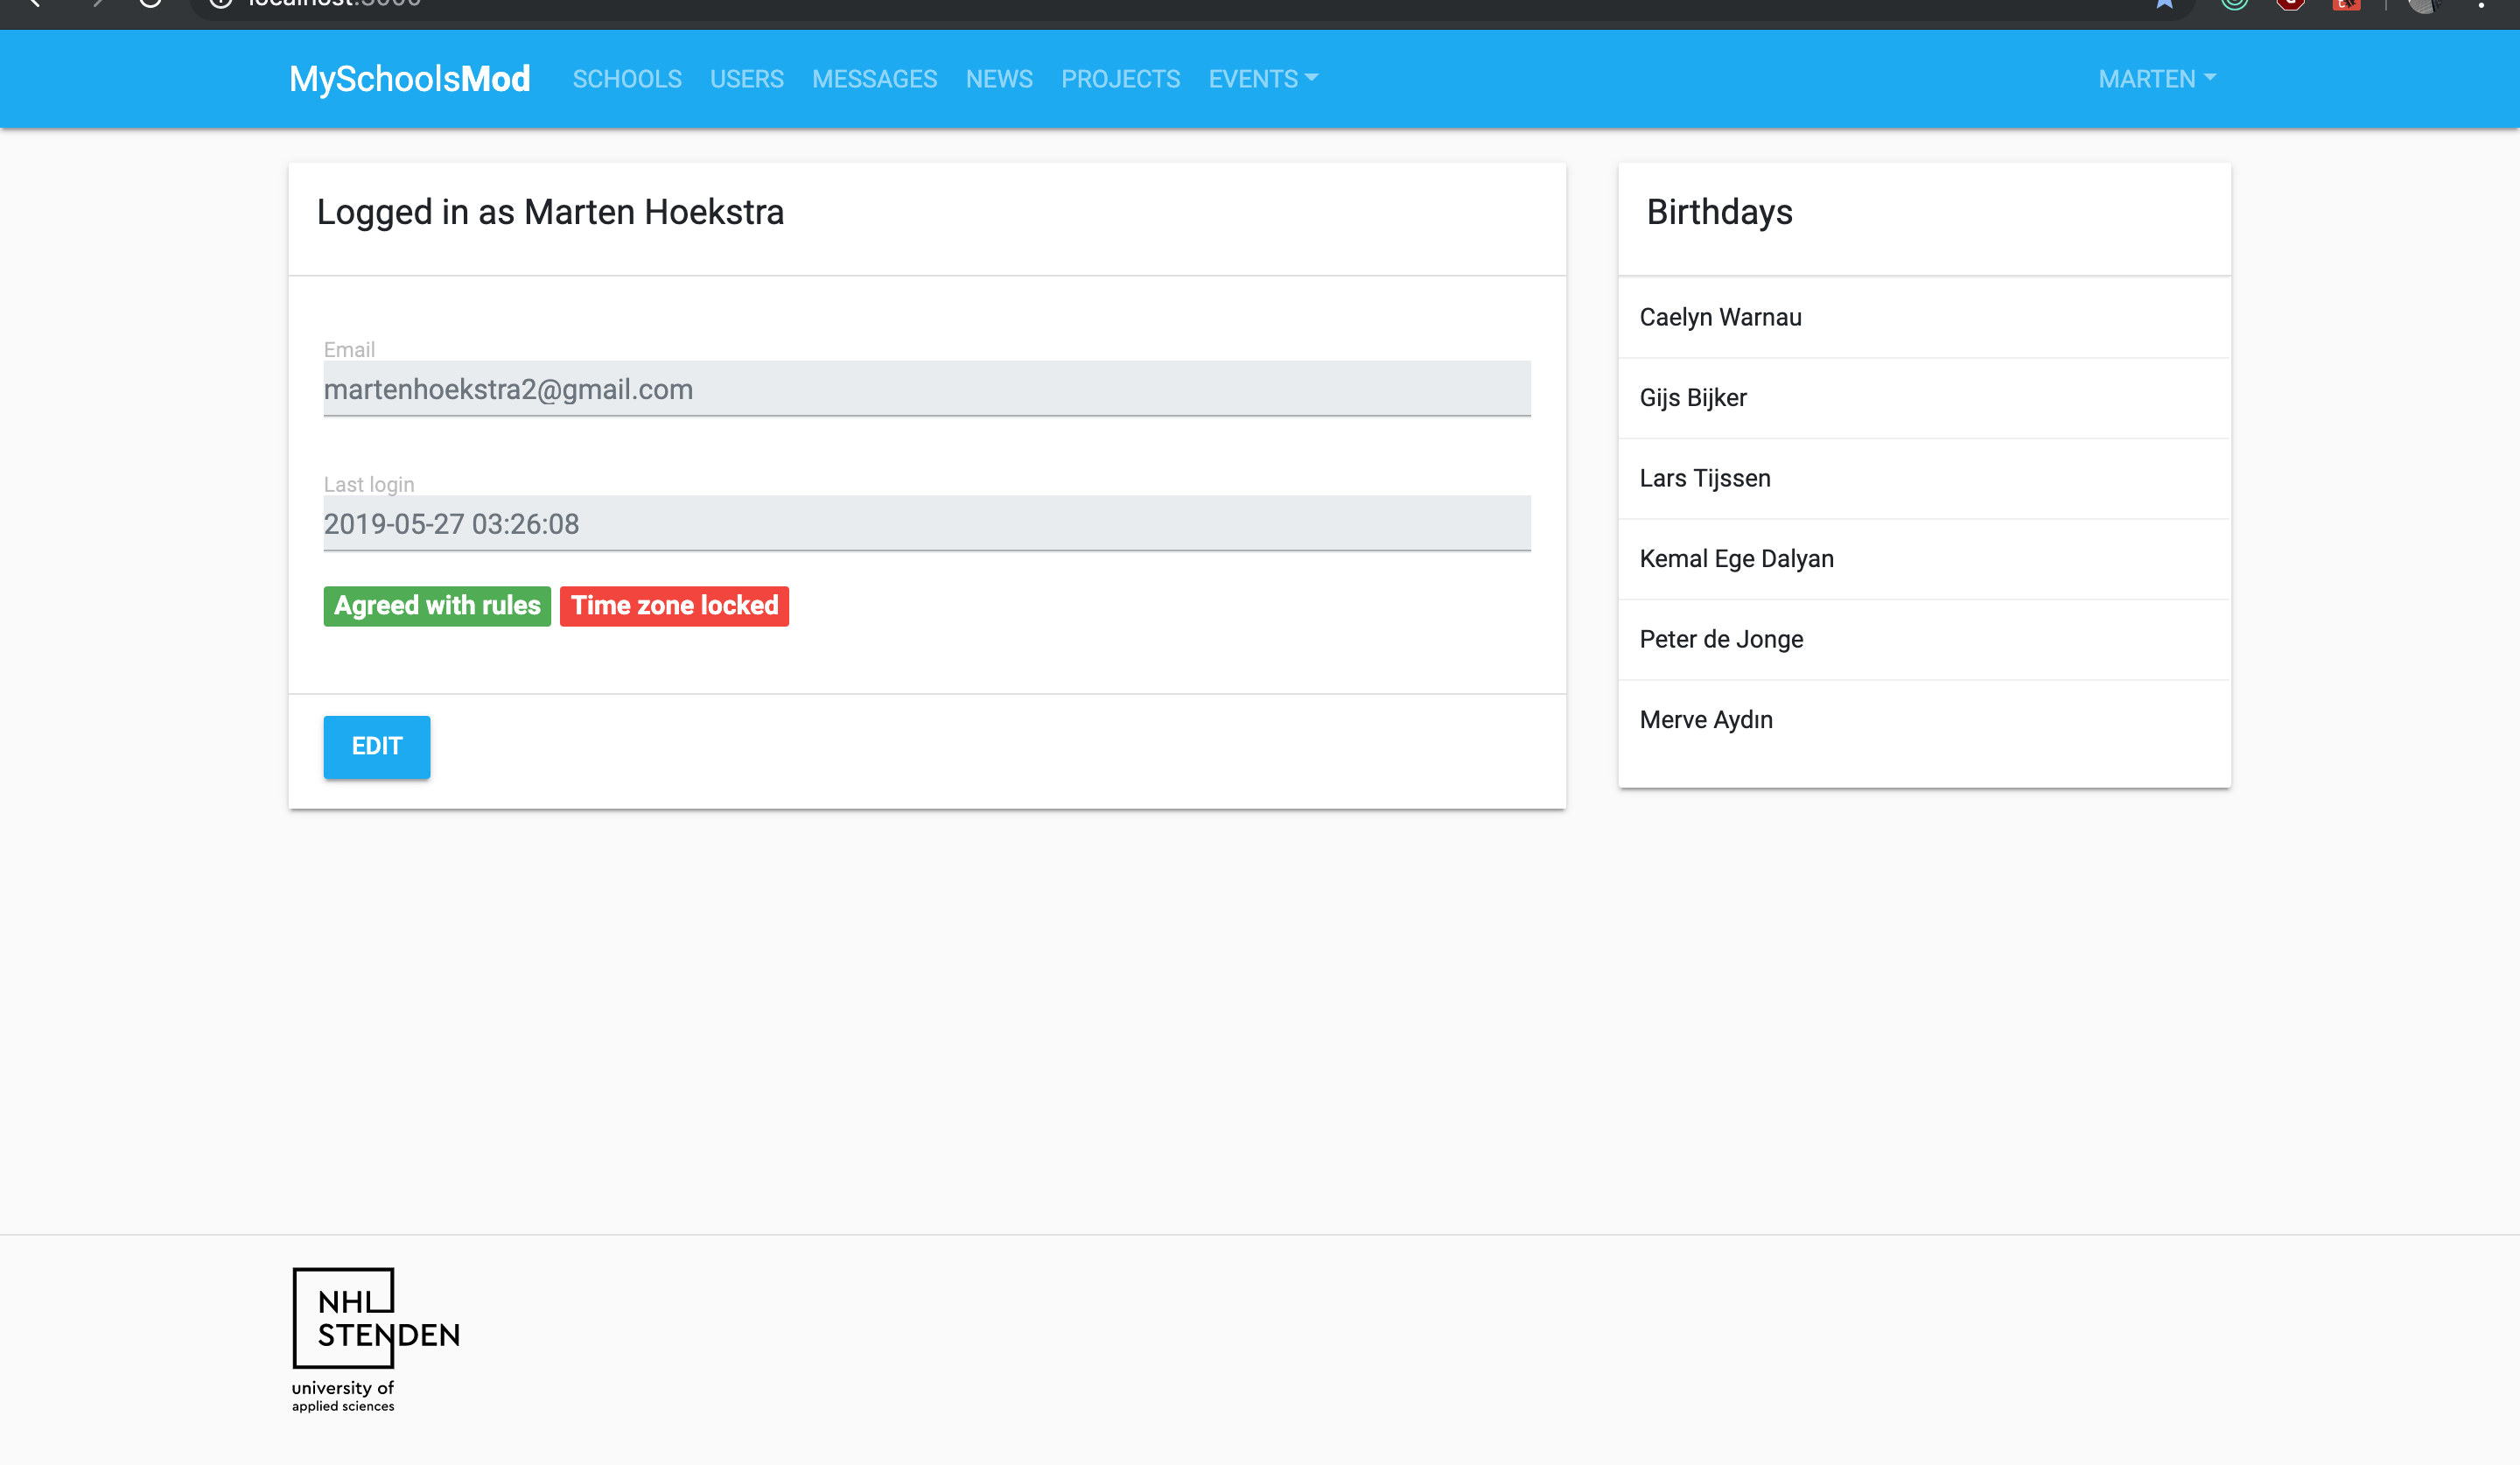 MySchoolsMod SCHOOLS USERS MESSAGES NEWS PROJECTS EVENTS MARTEN
Logged in as Marten Hoekstra
Email
martenhoekstra2@gmail.com
Last login
2019-05-27 03:26:08
Agreed with rules Time zone locked
EDIT
Birthdays
Caelyn Warnau
Gijs Bijker
Lars Tijssen
Kemal Ege Dalyan
Peter de Jonge
Merve Aydın
NHL
STENDEN
university of
applied sciences